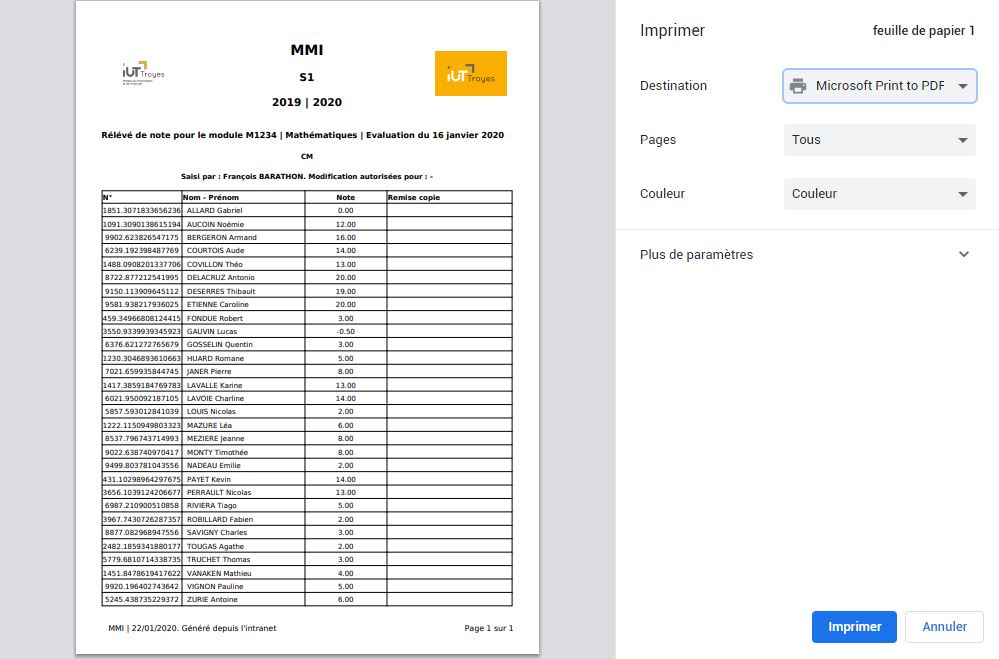 MMI
iUT Troyes
S1
iUT Troyes
2019 | 2020
Rélévé de note pour le module M1234 | Mathématiques | Evaluation du 16 janvier 2020
CM
Saisi par : François BARATHON. Modification autorisées pour : -
N° Nom - Prénom Note Remise copie
1851.3071833656236 ALLARD Gabriel 0.00
1091.3090138615194 AUCOIN Noémie 12.00
9902.623826547175 BERGERON Armand 16.00
6239.192398487769 COURTOIS Aude 14.00
1488.0908201337706 COVILLON Théo 13.00
8722.877212541995 DELACRUZ Antonio 20.00
9150.113909645112 DESERRES Thibault 19.00
9581.938217936025 ETIENNE Caroline 20.00
459.34966808124415 FONDUE Robert 3.00
3550.9339939345923 GAUVIN Lucas -0.50
6376.621272765679 GOSSELIN Quentin 3.00
1230.3046893610663 HUARD Romane 5.00
7021.659935844745 JANER Pierre 8.00
1417.3859184769783 LAVALLE Karine 13.00
6021.950092187105 LAVOIE Charline 14.00
5857.593012841039 LOUIS Nicolas 2.00
1222.1150949803323 MAZURE Léa 6.00
8537.796743714993 MEZIERE Jeanne 8.00
9022.638740970417 MONTY Timothée 8.00
9499.803781043556 NADEAU Emilie 2.00
431.10298964297675 PAYET Kevin 14.00
3656.1039124206677 PERRAULT Nicolas 13.00
6987.210900510858 RIVIERA Tiago 5.00
3967.7430726287357 ROBILLARD Fabien 2.00
8877.082968947556 SAVIGNY Charles 3.00
2482.1859341880177 TOUGAS Agathe 2.00
5779.6810714338735 TRUCHET Thomas 3.00
1451.8478619417622 VANAKEN Mathieu 4.00
9920.196402743642 VIGNON Pauline 5.00
5245.438735229372 ZURIE Antoine 6.00
MMI | 22/01/2020. Généré depuis l'intranet Page 1 sur 1
Imprimer feuille de papier 1
Destination Microsoft Print to PDF
Pages Tous
Couleur Couleur
Plus de paramètres
Imprimer Annuler